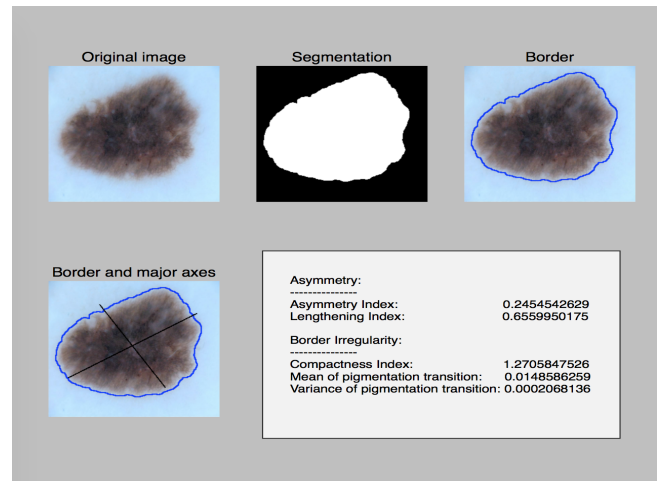 Original image
Segmentation
Border
Border and major axes
Asymmetry:
---------------
Asymmetry Index: 0.2454542629
Lengthening Index: 0.6559950175
Border Irregularity:
---------------
Compactness Index: 1.2705847526
Mean of pigmentation transition: 0.0148586259
Variance of pigmentation transition: 0.0002068136